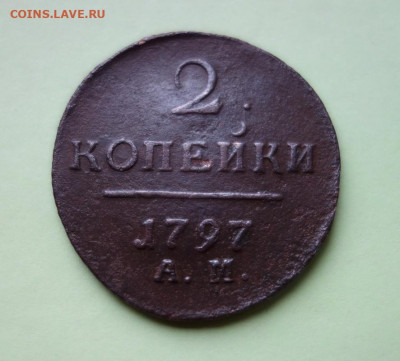 COINS.LAVE.RU
2
КОПЕЙКИ
1797
А.М.